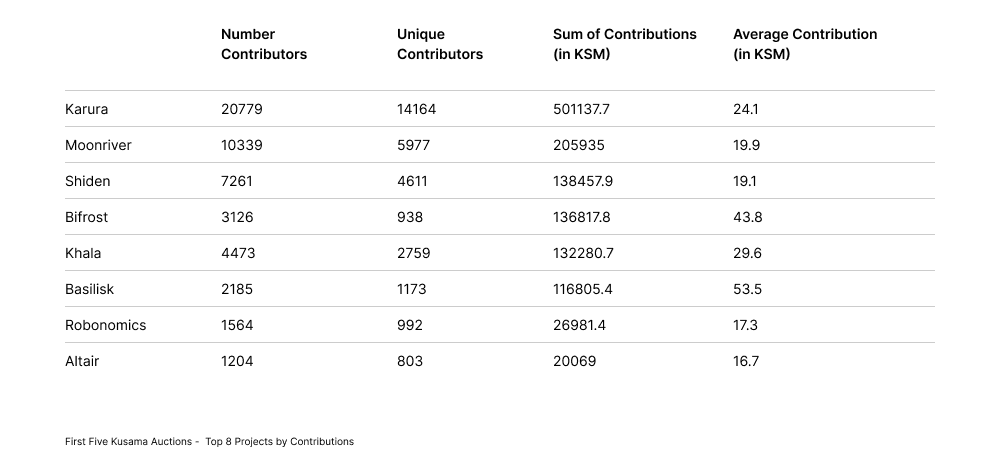 Number Unique Sum of Contributions Average Contribution
Contributors Contributors (in KSM) (in KSM)
Karura 20779 14164 501137.7 24.1
Moonriver 10339 5977 205935 19.9
Shiden 7261 4611 138457.9 19.1
Bifrost 3126 938 136817.8 43.8
Khala 4473 2759 132280.7 29.6
Basilisk 2185 1173 116805.4 53.5
Robonomics 1564 992 26981.4 17.3
Altair 1204 803 20069 16.7
First Five Kusama Auctions - Top 8 Projects by Contributions